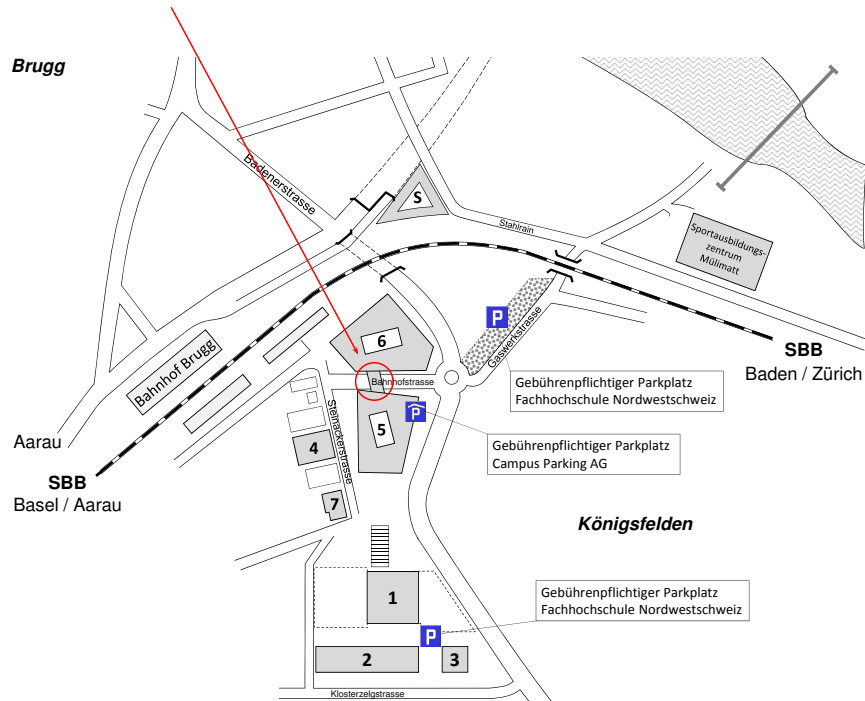 Brugg
Badenerstrasse
S
Stahlrain
Sportausbildungs-
zentrum
Mülimatt
P
Gaswerkstrasse
6
SBB
Baden / Zürich
Bahnhof Brugg
Bahnhofstrasse
Gebührenpflichtiger Parkplatz
Fachhochschule Nordwestschweiz
Steinackerstrasse
P
5
Aarau
4
Gebührenpflichtiger Parkplatz
Campus Parking AG
SBB
Basel / Aarau
7
Königsfelden
1
Gebührenpflichtiger Parkplatz
Fachhochschule Nordwestschweiz
P
2
3
Klosterzelgstrasse